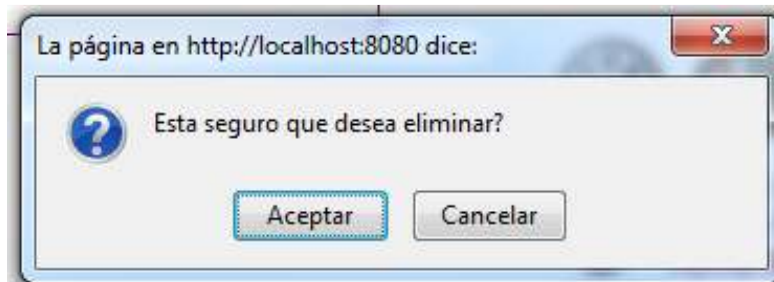 La página en http://localhost:8080 dice:
Esta seguro que desea eliminar?
Aceptar Cancelar